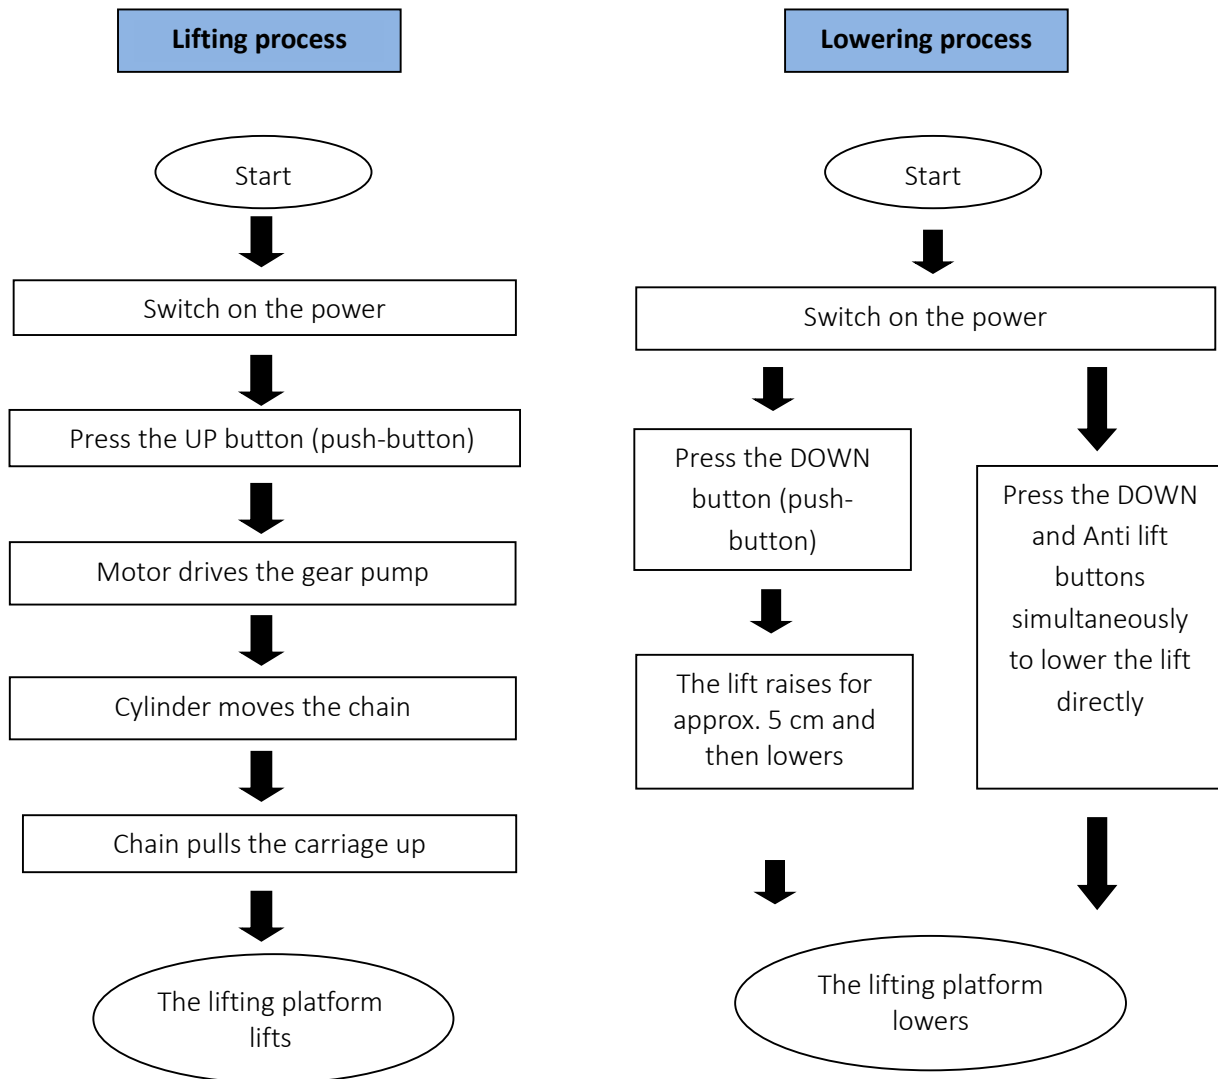 Lifting process
Start
Switch on the power
Press the UP button (push-button)
Motor drives the gear pump
Cylinder moves the chain
Chain pulls the carriage up
The lifting platform
lifts
Lowering process
Start
Switch on the power
Press the DOWN
button (push-
button)
The lift raises for
approx. 5 cm and
then lowers
Press the DOWN
and Anti lift
buttons
simultaneously
to lower the lift
directly
The lifting platform
lowers